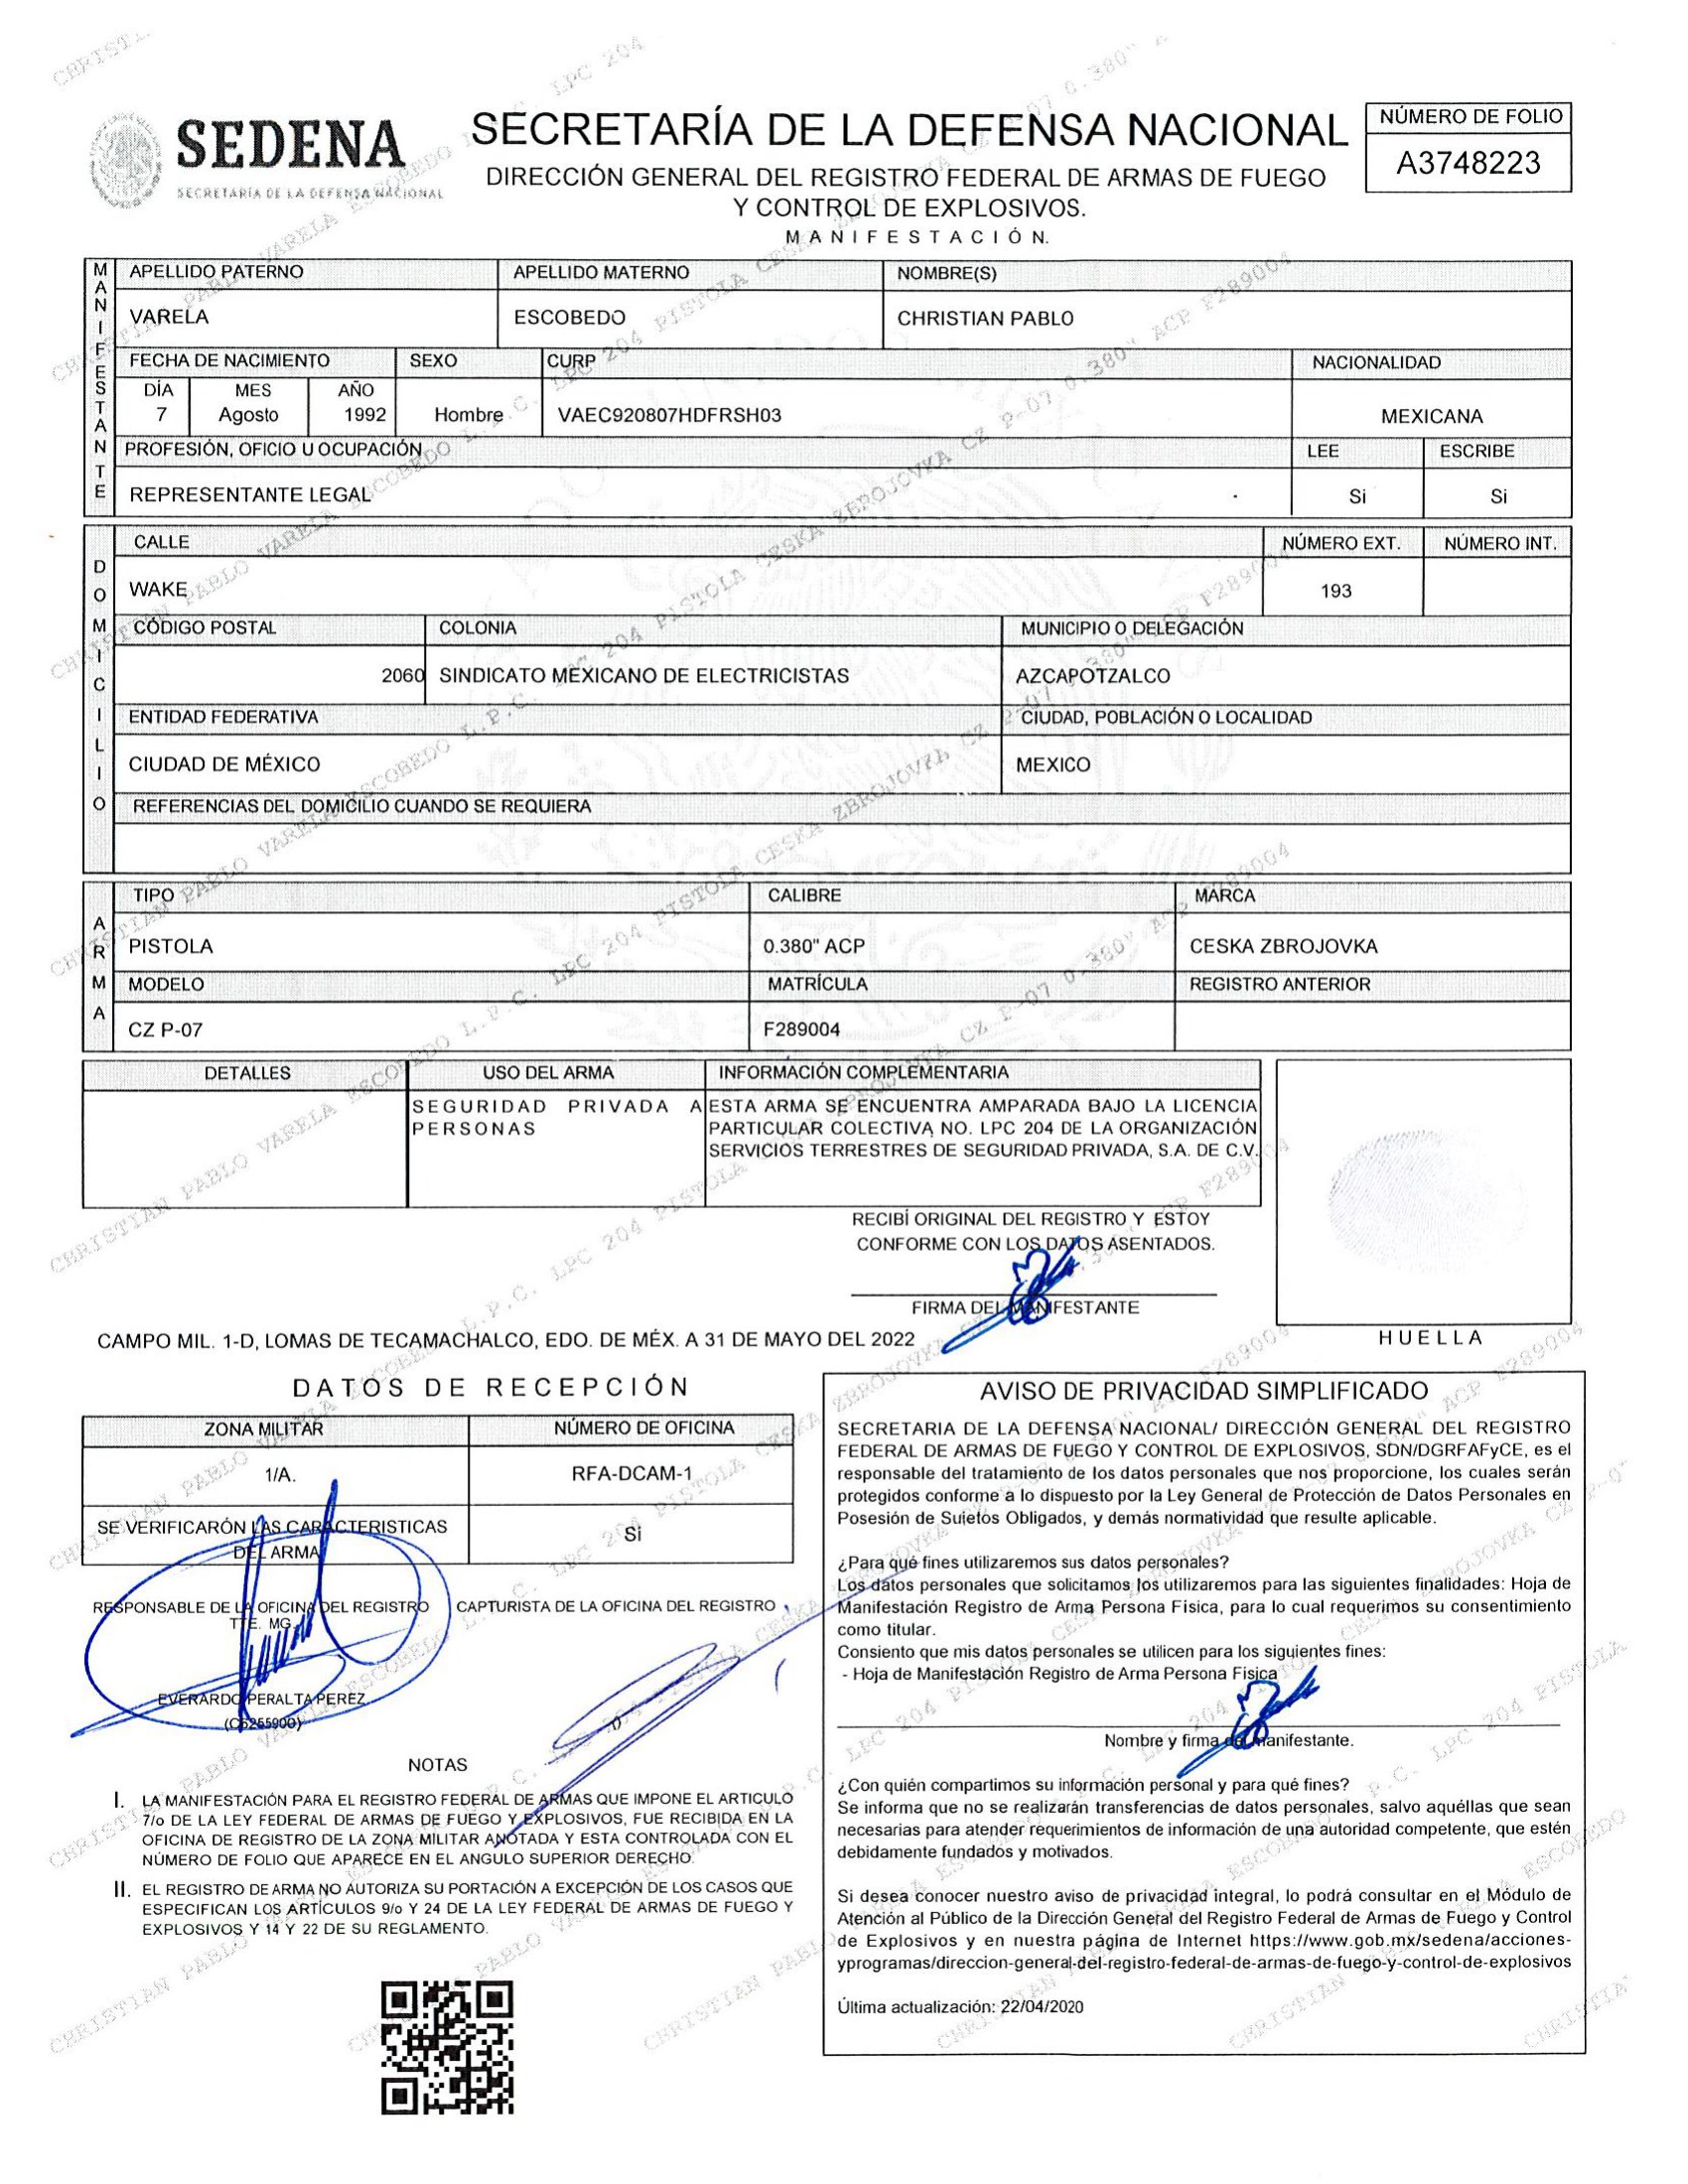 SEDENA
SECRETARÍA DE LA DEFENSA NACIONAL
SECRETARÍA DE LA DEFENSA NACIONAL
DIRECCIÓN GENERAL DEL REGISTRO FEDERAL DE ARMAS DE FUEGO
Y CONTROL DE EXPLOSIVOS.
MANIFESTACIÓN.
NÚMERO DE FOLIO
A3748223
MANIFESTANTE
APELLIDO PATERNO APELLIDO MATERNO NOMBRE(S)
VARELA ESCOBEDO CHRISTIAN PABLO
FECHA DE NACIMIENTO SEXO CURP NACIONALIDAD
DÍA MES AÑO
7 Agosto 1992 Hombre VAEC920807HDFRSH03 MEXICANA
PROFESIÓN, OFICIO U OCUPACIÓN LEE ESCRIBE
REPRESENTANTE LEGAL Si Si
DOMICILIO
CALLE NÚMERO EXT. NÚMERO INT.
WAKE 193
CÓDIGO POSTAL COLONIA MUNICIPIO O DELEGACIÓN
2060 SINDICATO MEXICANO DE ELECTRICISTAS AZCAPOTZALCO
ENTIDAD FEDERATIVA CIUDAD, POBLACIÓN O LOCALIDAD
CIUDAD DE MÉXICO MEXICO
REFERENCIAS DEL DOMICILIO CUANDO SE REQUIERA
ARMA
TIPO CALIBRE MARCA
PISTOLA 0.380" ACP CESKA ZBROJOVKA
MODELO MATRÍCULA REGISTRO ANTERIOR
CZ P-07 F289004
DETALLES USO DEL ARMA INFORMACIÓN COMPLEMENTARIA
SEGURIDAD PRIVADA A PERSONAS
ESTA ARMA SE ENCUENTRA AMPARADA BAJO LA LICENCIA
PARTICULAR COLECTIVA NO. LPC 204 DE LA ORGANIZACIÓN
SERVICIOS TERRESTRES DE SEGURIDAD PRIVADA, S.A. DE C.V.
RECIBÍ ORIGINAL DEL REGISTRO Y ESTOY
CONFORME CON LOS DATOS ASENTADOS.
FIRMA DEL MANIFESTANTE
HUELLA
CAMPO MIL. 1-D, LOMAS DE TECAMACHALCO, EDO. DE MÉX. A 31 DE MAYO DEL 2022
DATOS DE RECEPCIÓN
ZONA MILITAR NÚMERO DE OFICINA
1/A. RFA-DCAM-1
SE VERIFICARÓN LAS CARACTERISTICAS
DEL ARMA
Si
RESPONSABLE DE LA OFICINA DEL REGISTRO CAPTURISTA DE LA OFICINA DEL REGISTRO
TTE. MG.
EVERARDO PERALTA PEREZ
(C6255900)
NOTAS
I. LA MANIFESTACIÓN PARA EL REGISTRO FEDERAL DE ARMAS QUE IMPONE EL ARTICULO
7/o DE LA LEY FEDERAL DE ARMAS DE FUEGO Y EXPLOSIVOS, FUE RECIBIDA EN LA
OFICINA DE REGISTRO DE LA ZONA MILITAR ANOTADA Y ESTA CONTROLADA CON EL
NÚMERO DE FOLIO QUE APARECE EN EL ANGULO SUPERIOR DERECHO.
II. EL REGISTRO DE ARMA NO AUTORIZA SU PORTACIÓN A EXCEPCIÓN DE LOS CASOS QUE
ESPECIFICAN LOS ARTÍCULOS 9/o Y 24 DE LA LEY FEDERAL DE ARMAS DE FUEGO Y
EXPLOSIVOS Y 14 Y 22 DE SU REGLAMENTO.
AVISO DE PRIVACIDAD SIMPLIFICADO
SECRETARIA DE LA DEFENSA NACIONAL/ DIRECCIÓN GENERAL DEL REGISTRO
FEDERAL DE ARMAS DE FUEGO Y CONTROL DE EXPLOSIVOS, SDN/DGRFAFyCE, es el
responsable del tratamiento de los datos personales que nos proporcione, los cuales serán
protegidos conforme a lo dispuesto por la Ley General de Protección de Datos Personales en
Posesión de Sujetos Obligados, y demás normatividad que resulte aplicable.
¿Para qué fines utilizaremos sus datos personales?
Los datos personales que solicitamos los utilizaremos para las siguientes finalidades: Hoja de
Manifestación Registro de Arma Persona Física, para lo cual requerimos su consentimiento
como titular.
Consiento que mis datos personales se utilicen para los siguientes fines:
- Hoja de Manifestación Registro de Arma Persona Física
Nombre y firma del manifestante.
¿Con quién compartimos su información personal y para qué fines?
Se informa que no se realizarán transferencias de datos personales, salvo aquéllas que sean
necesarias para atender requerimientos de información de una autoridad competente, que estén
debidamente fundados y motivados.
Si desea conocer nuestro aviso de privacidad integral, lo podrá consultar en el Módulo de
Atención al Público de la Dirección General del Registro Federal de Armas de Fuego y Control
de Explosivos y en nuestra página de Internet https://www.gob.mx/sedena/acciones-
yprogramas/direccion-general-del-registro-federal-de-armas-de-fuego-y-control-de-explosivos
Última actualización: 22/04/2020